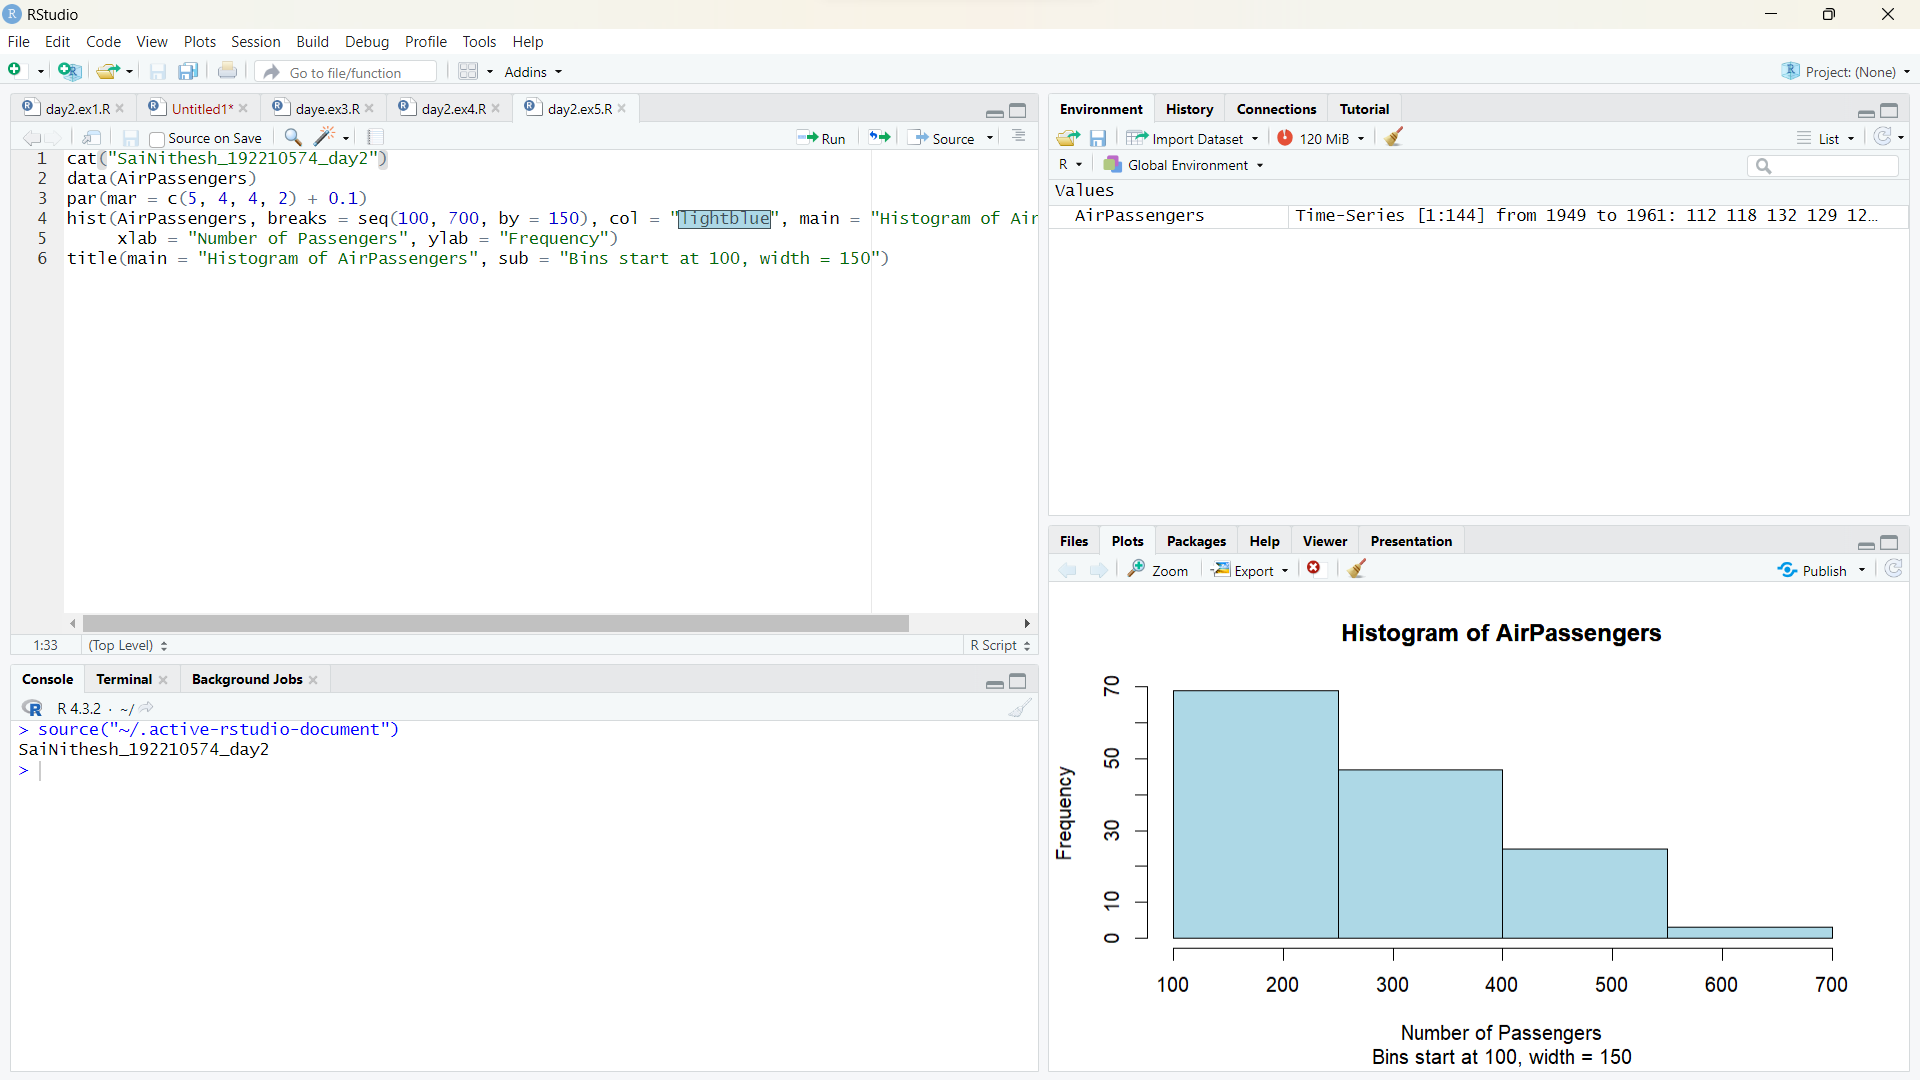 RStudio
File Edit Code View Plots Session Build Debug Profile Tools Help
Go to file/function Addins Project: (None)
day2.ex1.R Untitled1* daye.ex3.R day2.ex4.R day2.ex5.R
Source on Save Run Source
1 cat("SaiNithesh_192210574_day2")
2 data(AirPassengers)
3 par(mar = c(5, 4, 4, 2) + 0.1)
4 hist(AirPassengers, breaks = seq(100, 700, by = 150), col = "lightblue", main = "Histogram of Air
5 xlab = "Number of Passengers", ylab = "Frequency")
6 title(main = "Histogram of AirPassengers", sub = "Bins start at 100, width = 150")
1:33 (Top Level) R Script
Console Terminal Background Jobs
R R 4.3.2 · ~/
> source("~/.active-rstudio-document")
SaiNithesh_192210574_day2
>
Environment History Connections Tutorial
Import Dataset 120 MiB List
R Global Environment
Values
AirPassengers Time-Series [1:144] from 1949 to 1961: 112 118 132 129 12…
Files Plots Packages Help Viewer Presentation
Zoom Export Publish
Histogram of AirPassengers
Frequency
70
50
30
10
0
100 200 300 400 500 600 700
Number of Passengers
Bins start at 100, width = 150